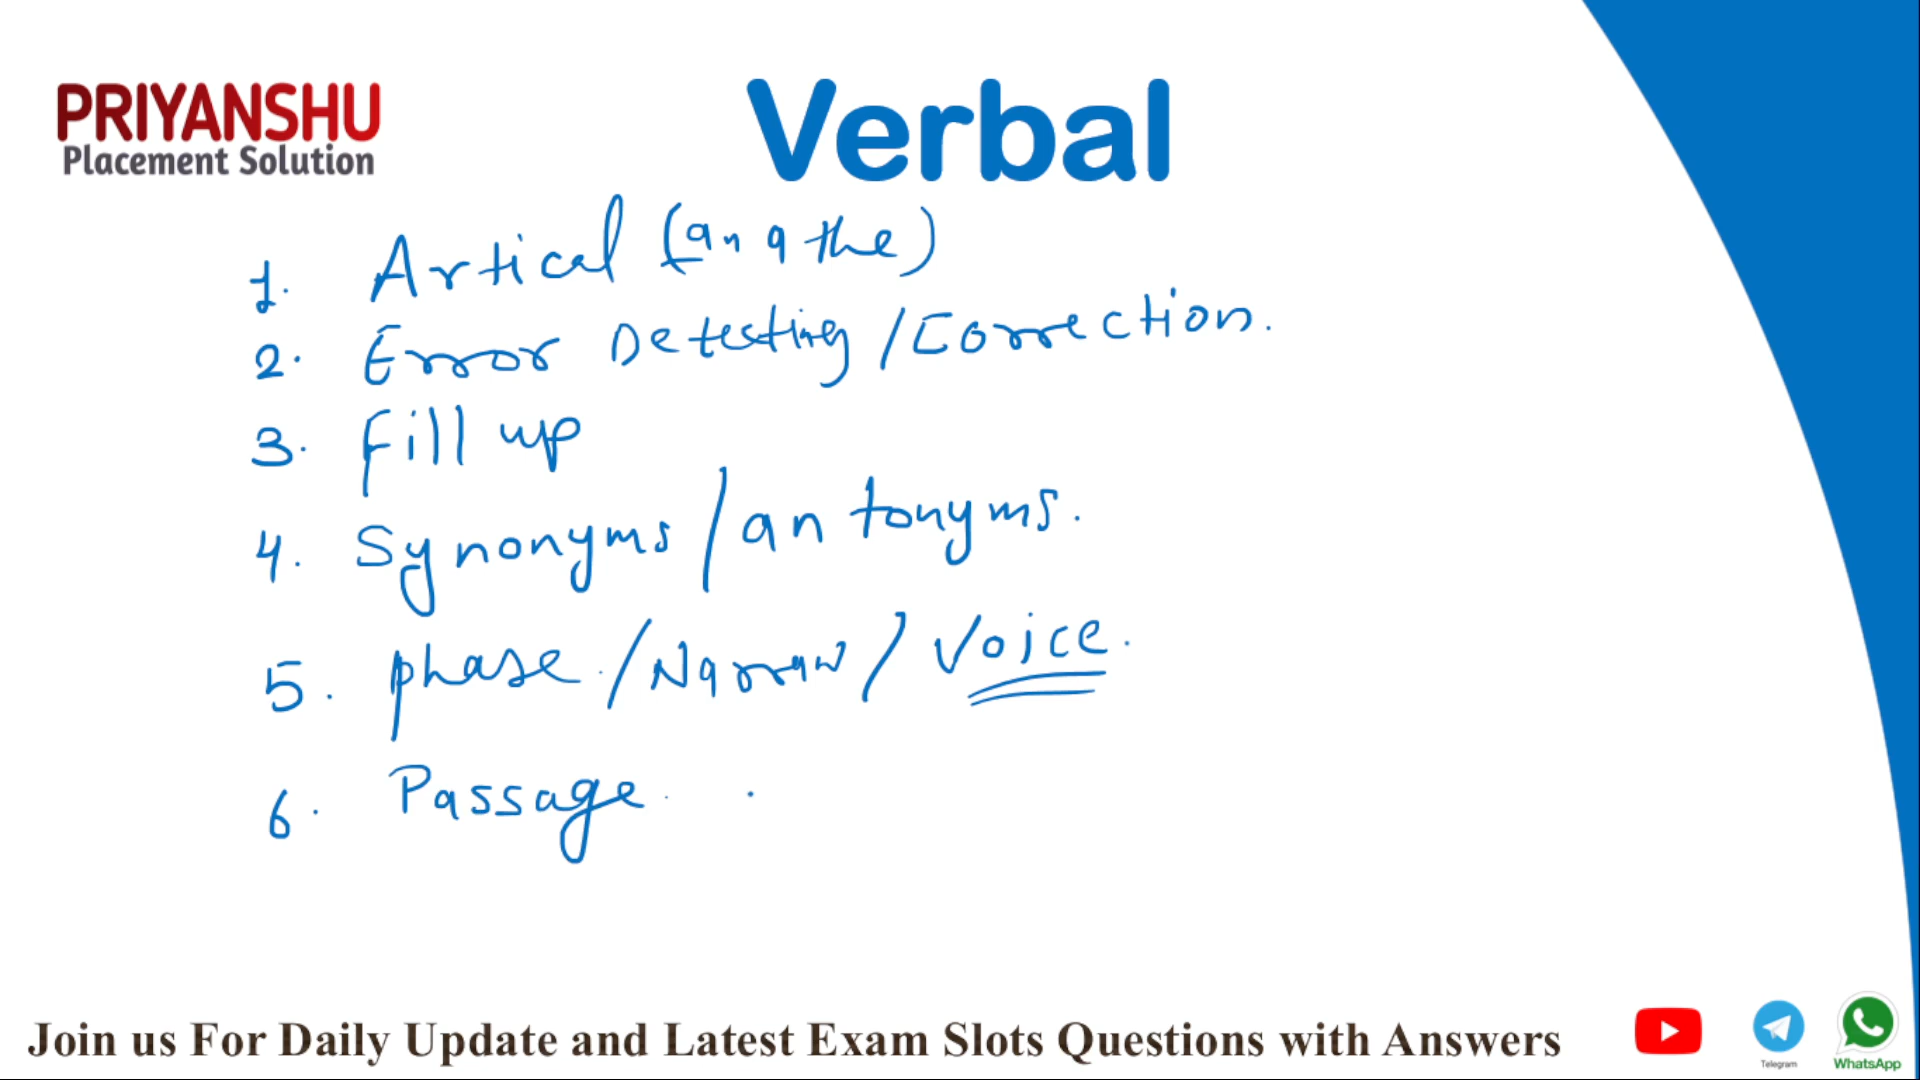 PRIYANSHU
Placement Solution
Verbal
1. Artical (an a the)
2. Error Detecting / Correction.
3. Fill up
4. Synonyms / antonyms.
5. phase. / / Voice.
6. Passage.
Join us For Daily Update and Latest Exam Slots Questions with Answers
Telegram
WhatsApp